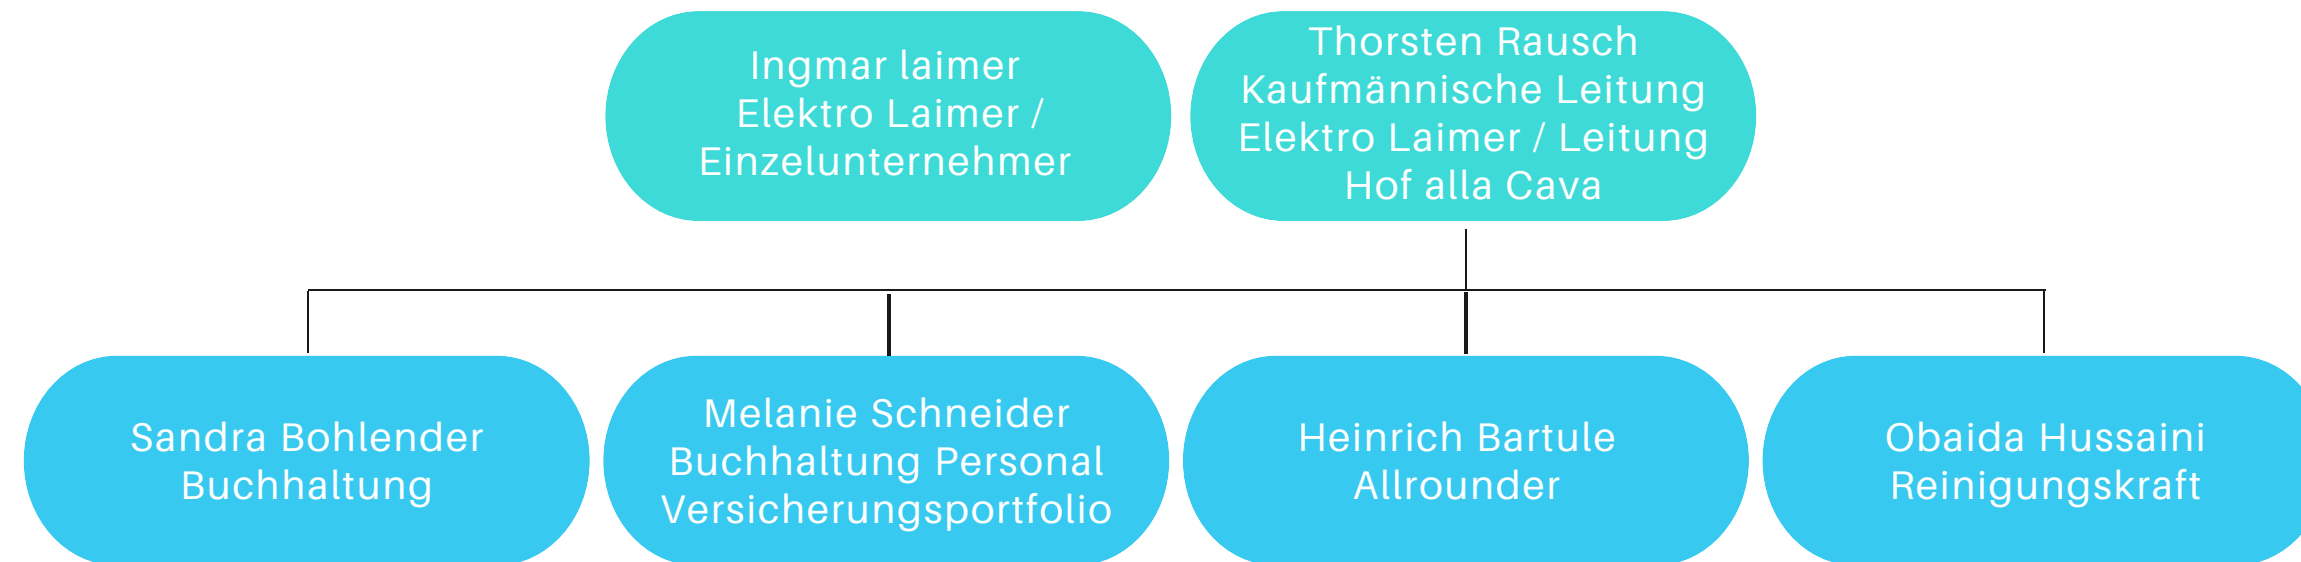 Ingmar laimer
Elektro Laimer /
Einzelunternehmer
Thorsten Rausch
Kaufmännische Leitung
Elektro Laimer / Leitung
Hof alla Cava
Sandra Bohlender
Buchhaltung
Melanie Schneider
Buchhaltung Personal
Versicherungsportfolio
Heinrich Bartule
Allrounder
Obaida Hussaini
Reinigungskraft